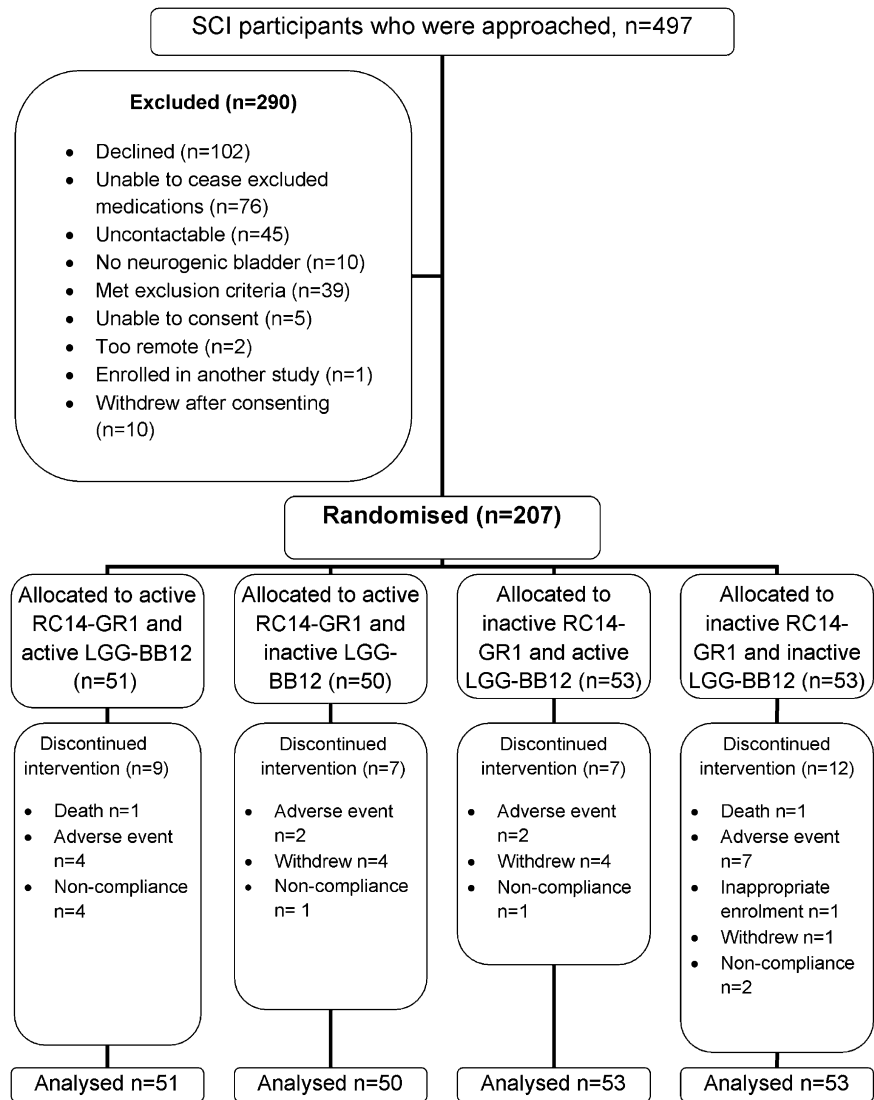 SCI participants who were approached, n=497
Excluded (n=290)
• Declined (n=102)
• Unable to cease excluded
medications (n=76)
• Uncontactable (n=45)
• No neurogenic bladder (n=10)
• Met exclusion criteria (n=39)
• Unable to consent (n=5)
• Too remote (n=2)
• Enrolled in another study (n=1)
• Withdrew after consenting
(n=10)
Randomised (n=207)
Allocated to active
RC14-GR1 and
active LGG-BB12
(n=51)
Allocated to active
RC14-GR1 and
inactive LGG-
BB12 (n=50)
Allocated to
inactive RC14-
GR1 and active
LGG-BB12 (n=53)
Allocated to
inactive RC14-
GR1 and inactive
LGG-BB12 (n=53)
Discontinued
intervention (n=9)
• Death n=1
• Adverse event
n=4
• Non-compliance
n=4
Discontinued
intervention (n=7)
• Adverse event
n=2
• Withdrew n=4
• Non-compliance
n= 1
Discontinued
intervention (n=7)
• Adverse event
n=2
• Withdrew n=4
• Non-compliance
n=1
Discontinued
intervention (n=12)
• Death n=1
• Adverse event
n=7
• Inappropriate
enrolment n=1
• Withdrew n=1
• Non-compliance
n=2
Analysed n=51
Analysed n=50
Analysed n=53
Analysed n=53